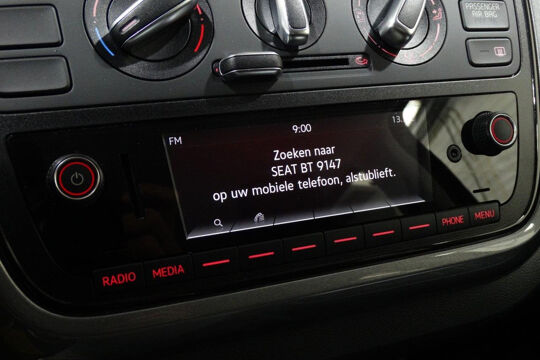 PASSENGER
AIR BAG
FM
9:00
13.
Zoeken naar
SEAT BT 9147
op uw mobiele telefoon, alstublieft.
RADIO
MEDIA
PHONE
MENU